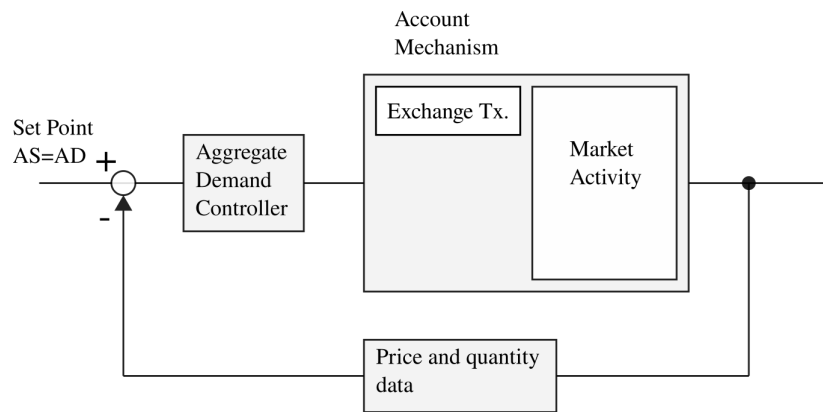 Account
Mechanism
Exchange Tx.
Set Point
AS=AD
+
Aggregate
Demand
Controller
Market
Activity
-
Price and quantity
data